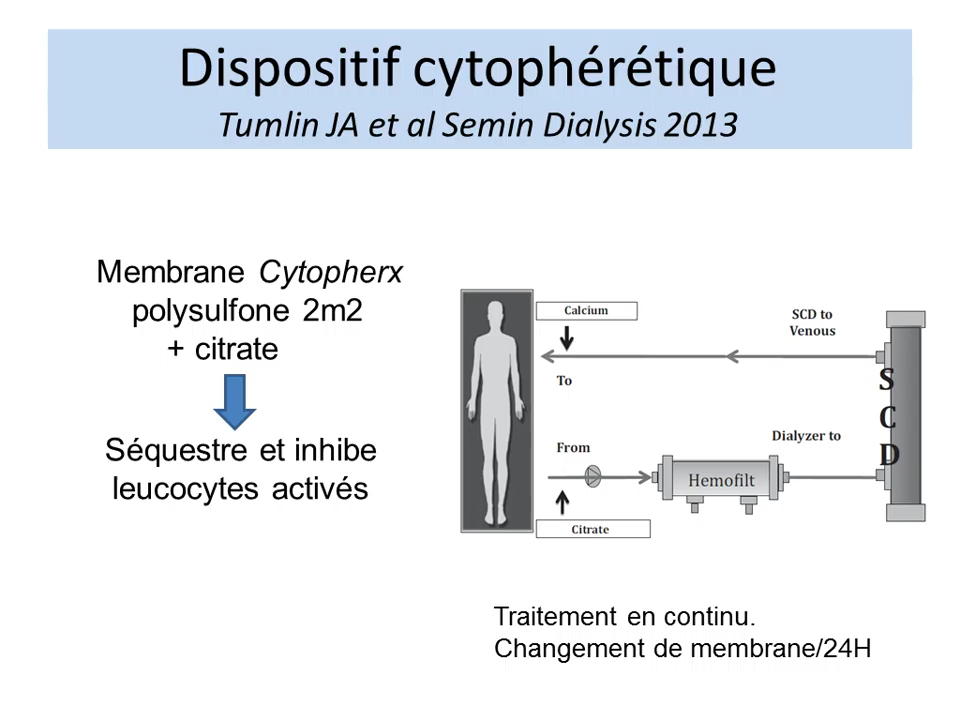 Dispositif cytophérétique
Tumlin JA et al Semin Dialysis 2013
Membrane Cytopherx
polysulfone 2m2
+ citrate
Séquestre et inhibe
leucocytes activés
Calcium
SCD to
Venous
To
S
C
D
Dialyzer to
From
Hemofilt
Citrate
Traitement en continu.
Changement de membrane/24H